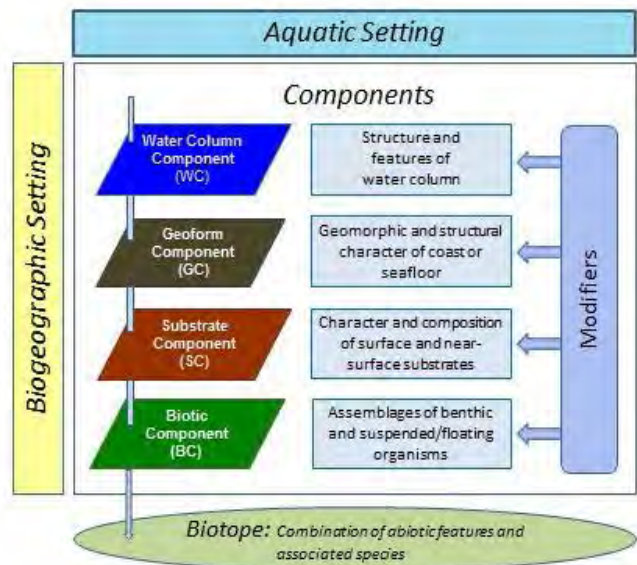 Aquatic Setting
Biogeographic Setting
Components
Water Column
Component
(WC)
Structure and
features of
water column
Geoform
Component
(GC)
Geomorphic and structural
character of coast or
seafloor
Substrate
Component
(SC)
Character and composition
of surface and near-
surface substrates
Biotic
Component
(BC)
Assemblages of benthic
and suspended/floating
organisms
Modifiers
Biotope: Combination of abiotic features and
associated species